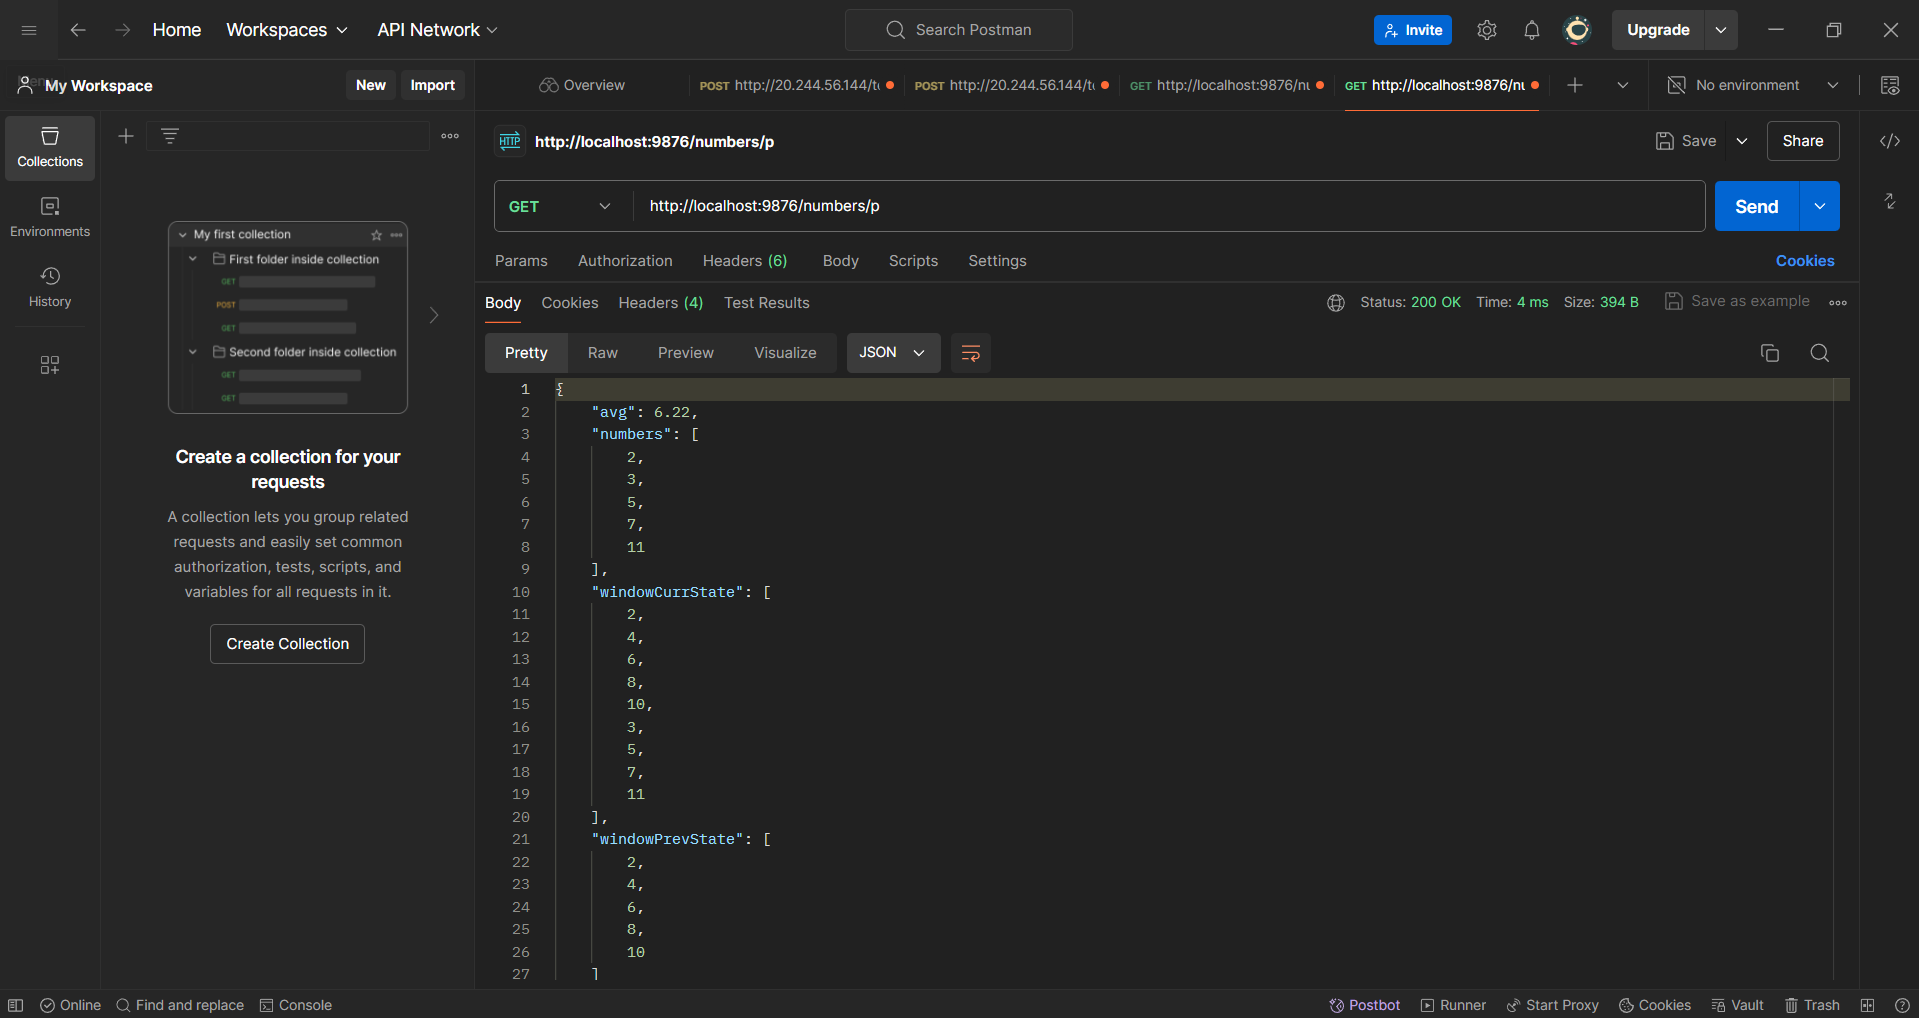 Home Workspaces API Network Search Postman Invite Upgrade
My Workspace New Import Overview POST http://20.244.56.144/t POST http://20.244.56.144/t GET http://localhost:9876/nu GET http://localhost:9876/nu No environment
Collections
Environments
History
My first collection
First folder inside collection
GET
POST
GET
Second folder inside collection
GET
GET
Create a collection for your
requests
A collection lets you group related
requests and easily set common
authorization, tests, scripts, and
variables for all requests in it.
Create Collection
HTTP http://localhost:9876/numbers/p Save Share
GET http://localhost:9876/numbers/p Send
Params Authorization Headers (6) Body Scripts Settings Cookies
Body Cookies Headers (4) Test Results Status: 200 OK Time: 4 ms Size: 394 B Save as example
Pretty Raw Preview Visualize JSON
1 {
2 "avg": 6.22,
3 "numbers": [
4 2,
5 3,
6 5,
7 7,
8 11
9 ],
10 "windowCurrState": [
11 2,
12 4,
13 6,
14 8,
15 10,
16 3,
17 5,
18 7,
19 11
20 ],
21 "windowPrevState": [
22 2,
23 4,
24 6,
25 8,
26 10
27 ]
Online Find and replace Console Postbot Runner Start Proxy Cookies Vault Trash